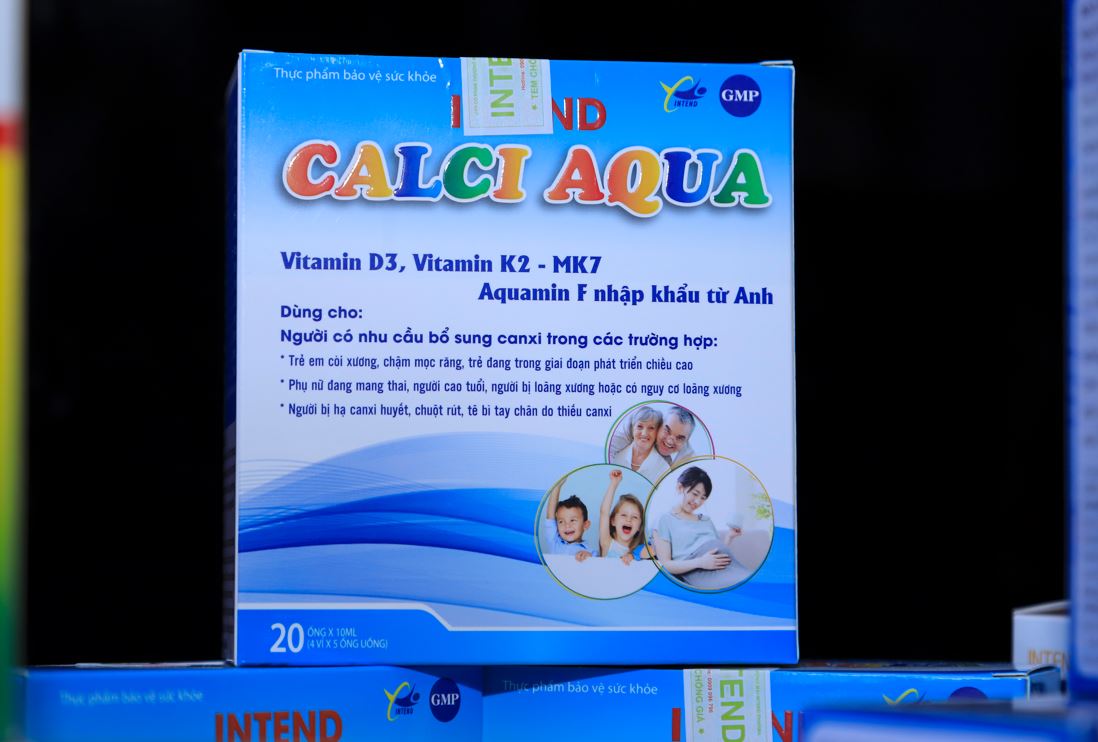 Thực phẩm bảo vệ sức khỏe
INTEND
GMP
ND
CALCI AQUA
Vitamin D3, Vitamin K2 - MK7
Aquamin F nhập khẩu từ Anh
Dùng cho:
Người có nhu cầu bổ sung canxi trong các trường hợp:
* Trẻ em còi xương, chậm mọc răng, trẻ đang trong giai đoạn phát triển chiều cao
* Phụ nữ đang mang thai, người cao tuổi, người bị loãng xương hoặc có nguy cơ loãng xương
* Người bị hạ canxi huyết, chuột rút, tê bì tay chân do thiếu canxi
20 ỐNG X 10ML
(4 VỈ X 5 ỐNG UỐNG)
Thực phẩm bảo vệ sức khỏe
INTEND
GMP
INTEND
Thực phẩm bảo vệ sức khỏe
TEND